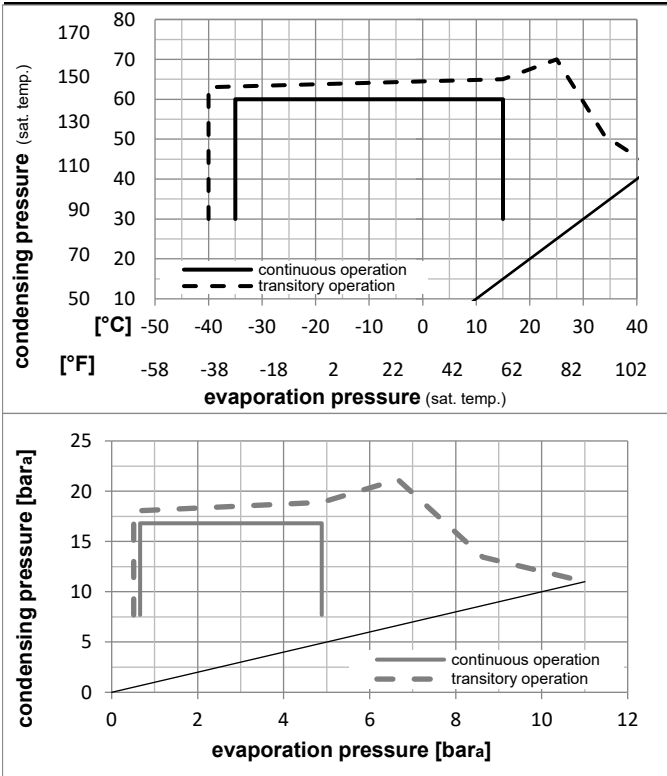 condensing pressure (sat. temp.)
170 80
70
150 60
130 50
110 40
90 30
20
50 10
continuous operation
transitory operation
[°C] -50 -40 -30 -20 -10 0 10 20 30 40
[°F] -58 -38 -18 2 22 42 62 82 102
evaporation pressure (sat. temp.)
condensing pressure [bara]
25
20
15
10
5
0
continuous operation
transitory operation
0 2 4 6 8 10 12
evaporation pressure [bara]